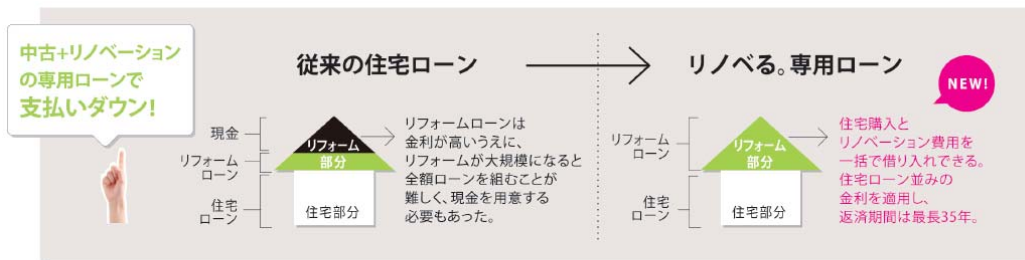 中古+リノベーション
の専用ローンで
支払いダウン!
従来の住宅ローン
現金
リフォーム
ローン
住宅
ローン
リフォーム
部分
住宅部分
リフォームローンは
金利が高いうえに、
リフォームが大規模になると
全額ローンを組むことが
難しく、現金を用意する
必要もあった。
リノベる。専用ローン
NEW!
リフォーム
ローン
住宅
ローン
リフォーム
部分
住宅部分
住宅購入と
リノベーション費用を
一括で借り入れできる。
住宅ローン並みの
金利を適用し、
返済期間は最長35年。